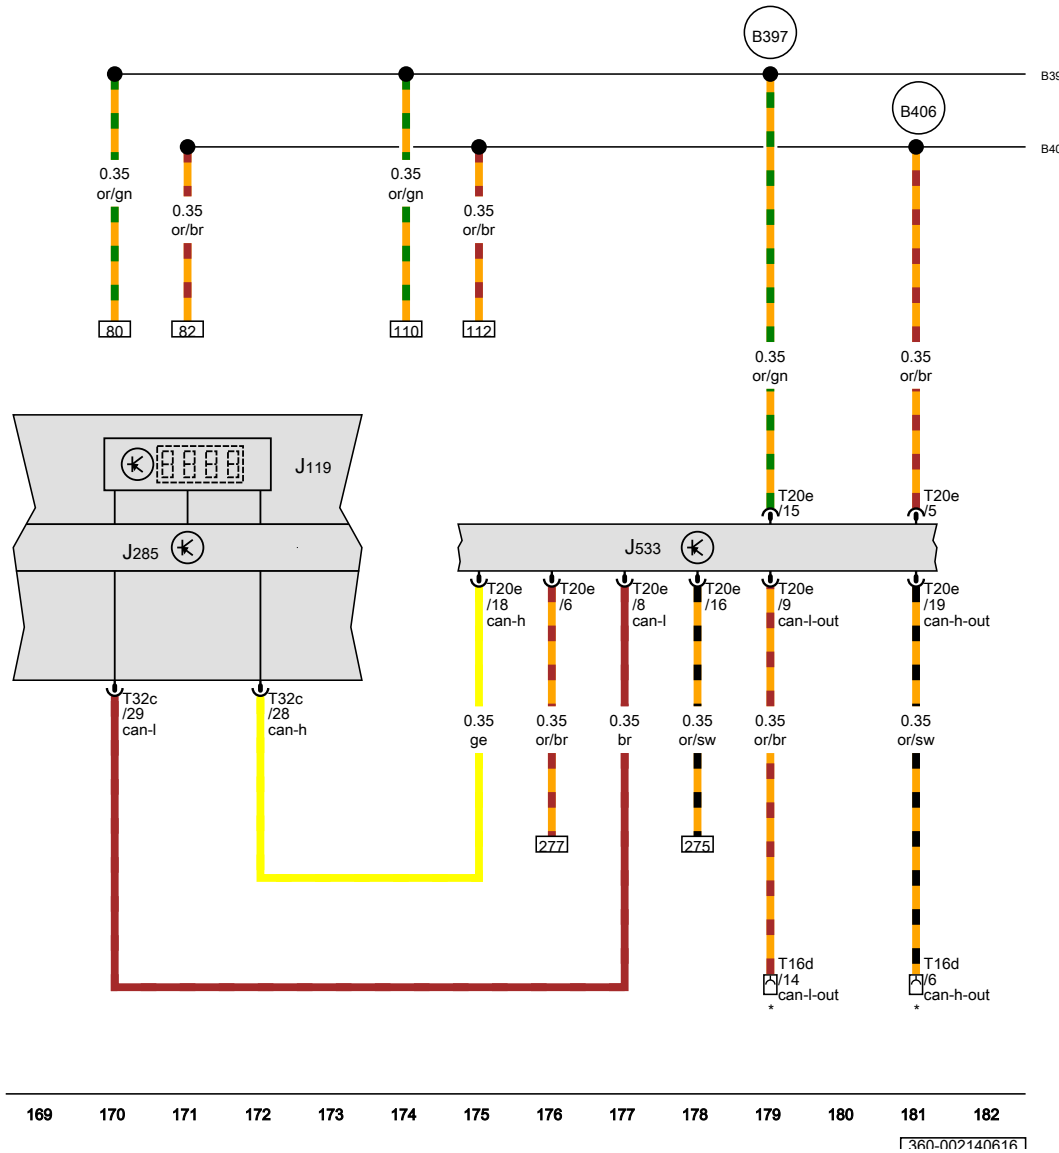 B397
B39
B406
B40
0.35
or/gn
0.35
or/br
0.35
or/gn
0.35
or/br
80
82
110
112
0.35
or/gn
0.35
or/br
J119
J285
T20e
/15
T20e
/5
J533
T20e
/18
can-h
T20e
/6
T20e
/8
can-l
T20e
/16
T20e
/9
can-l-out
T20e
/19
can-h-out
T32c
/29
can-l
T32c
/28
can-h
0.35
ge
0.35
or/br
0.35
br
0.35
or/sw
0.35
or/br
0.35
or/sw
277
275
T16d
/14
can-l-out
*
T16d
/6
can-h-out
*
169 170 171 172 173 174 175 176 177 178 179 180 181 182
360-002140616